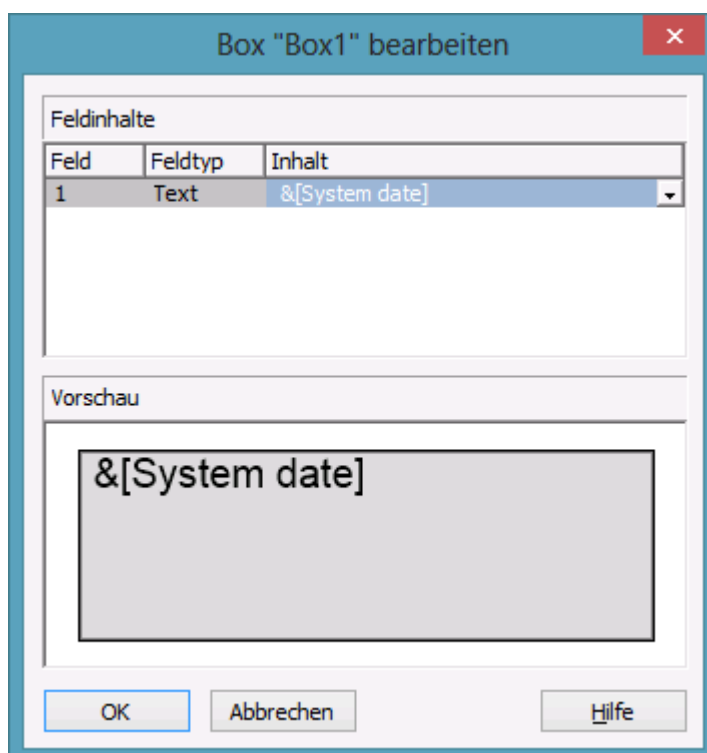 Box "Box1" bearbeiten
Feldinhalte
Feld Feldtyp Inhalt
1 Text &[System date]
Vorschau
&[System date]
OK Abbrechen Hilfe